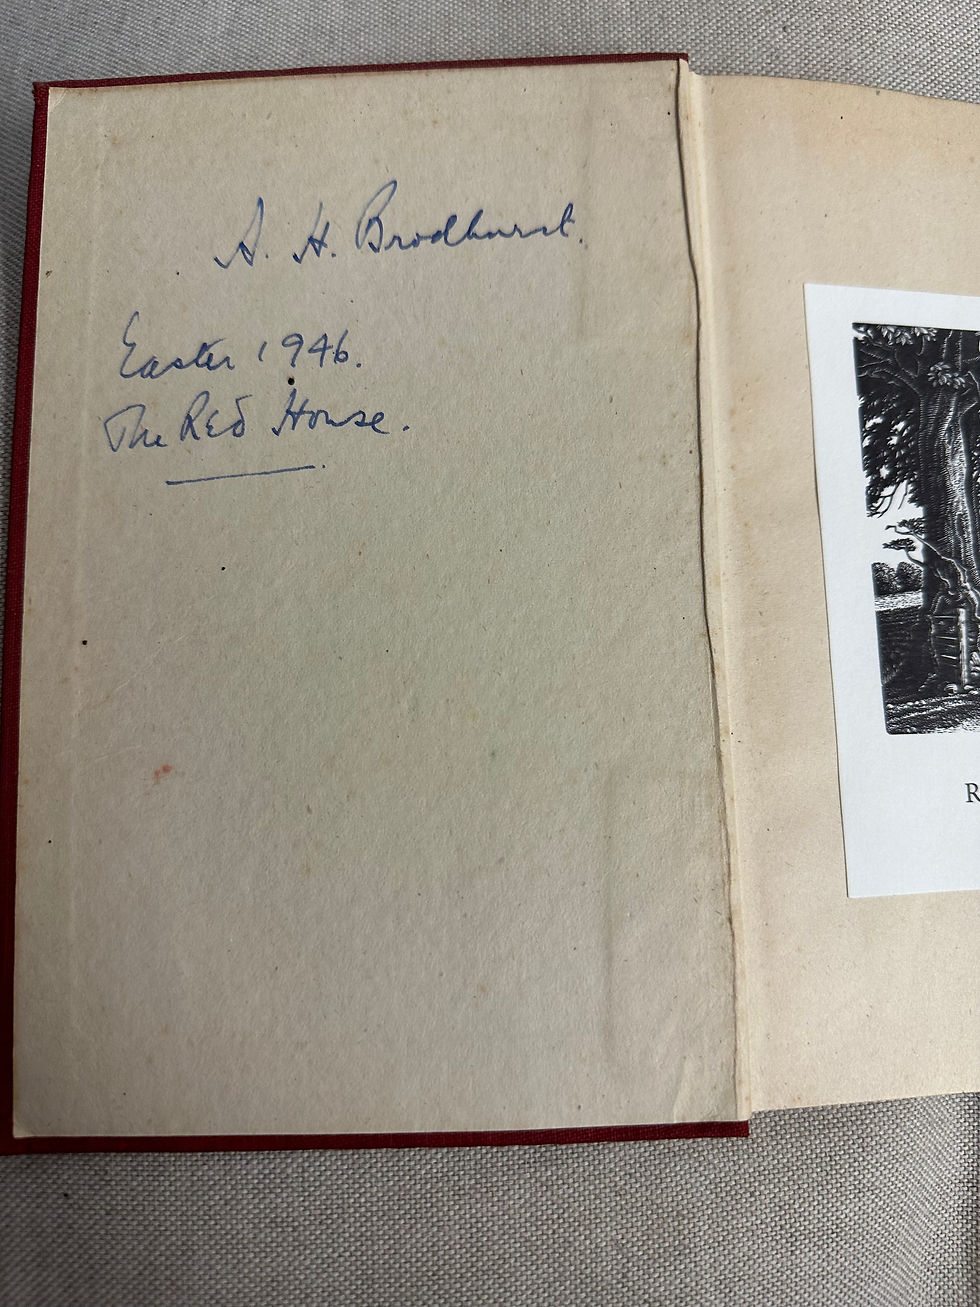 A. H. Brodhurst.
Easter 1946.
The Red House.
R